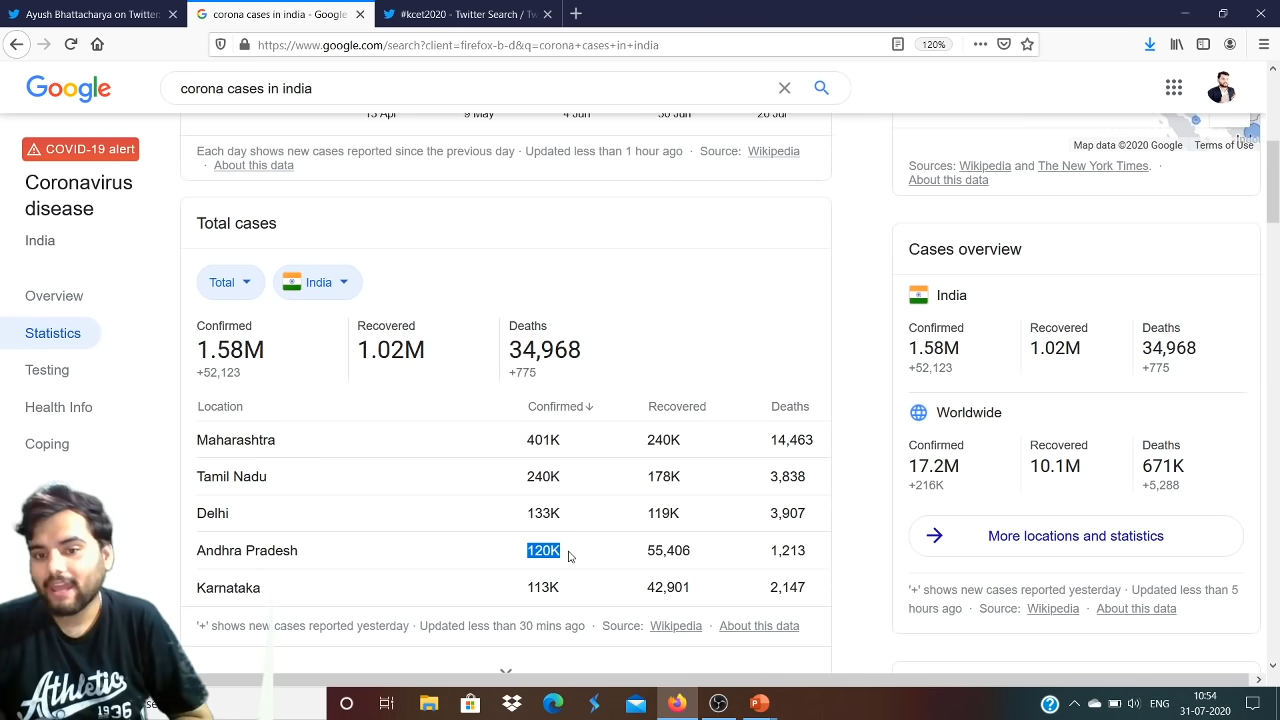 Ayush Bhattacharya on Twitter
corona cases in india - Google
#kcet2020 - Twitter Search / Tw
https://www.google.com/search?client=firefox-b-d&q=corona+cases+in+india
120%
Google
corona cases in india
COVID-19 alert
Coronavirus
disease
India
Overview
Statistics
Testing
Health Info
Coping
9 May
4 Jun
30 Jun
Each day shows new cases reported since the previous day · Updated less than 1 hour ago · Source: Wikipedia
· About this data
Total cases
Total
India
Confirmed Recovered Deaths
1.58M 1.02M 34,968
+52,123 +775
Location Confirmed↓ Recovered Deaths
Maharashtra 401K 240K 14,463
Tamil Nadu 240K 178K 3,838
Delhi 133K 119K 3,907
Andhra Pradesh 120K 55,406 1,213
Karnataka 113K 42,901 2,147
'+' shows new cases reported yesterday · Updated less than 30 mins ago · Source: Wikipedia · About this data
Map data ©2020 Google Terms of Use
Sources: Wikipedia and The New York Times. ·
About this data
Cases overview
India
Confirmed Recovered Deaths
1.58M 1.02M 34,968
+52,123 +775
Worldwide
Confirmed Recovered Deaths
17.2M 10.1M 671K
+216K +5,288
More locations and statistics
'+' shows new cases reported yesterday · Updated less than 5
hours ago · Source: Wikipedia · About this data
Athletic
1936
ENG
10:54
31-07-2020